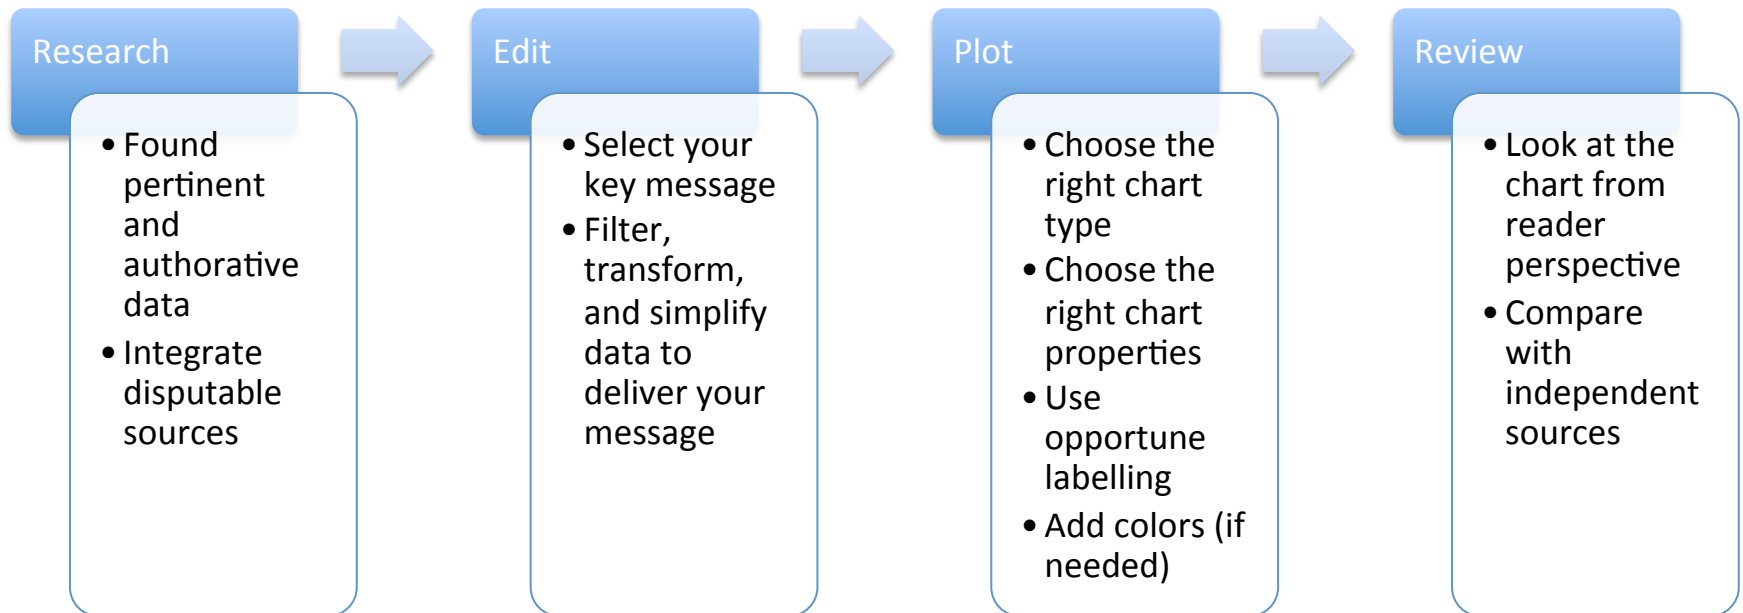 Research
• Found
pertinent
and
authorative
data
• Integrate
disputable
sources
Edit
• Select your
key message
• Filter,
transform,
and simplify
data to
deliver your
message
Plot
• Choose the
right chart
type
• Choose the
right chart
properties
• Use
opportune
labelling
• Add colors (if
needed)
Review
• Look at the
chart from
reader
perspective
• Compare
with
independent
sources